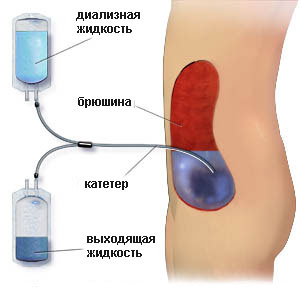 диализная
жидкость
брюшина
катетер
выходящая
жидкость